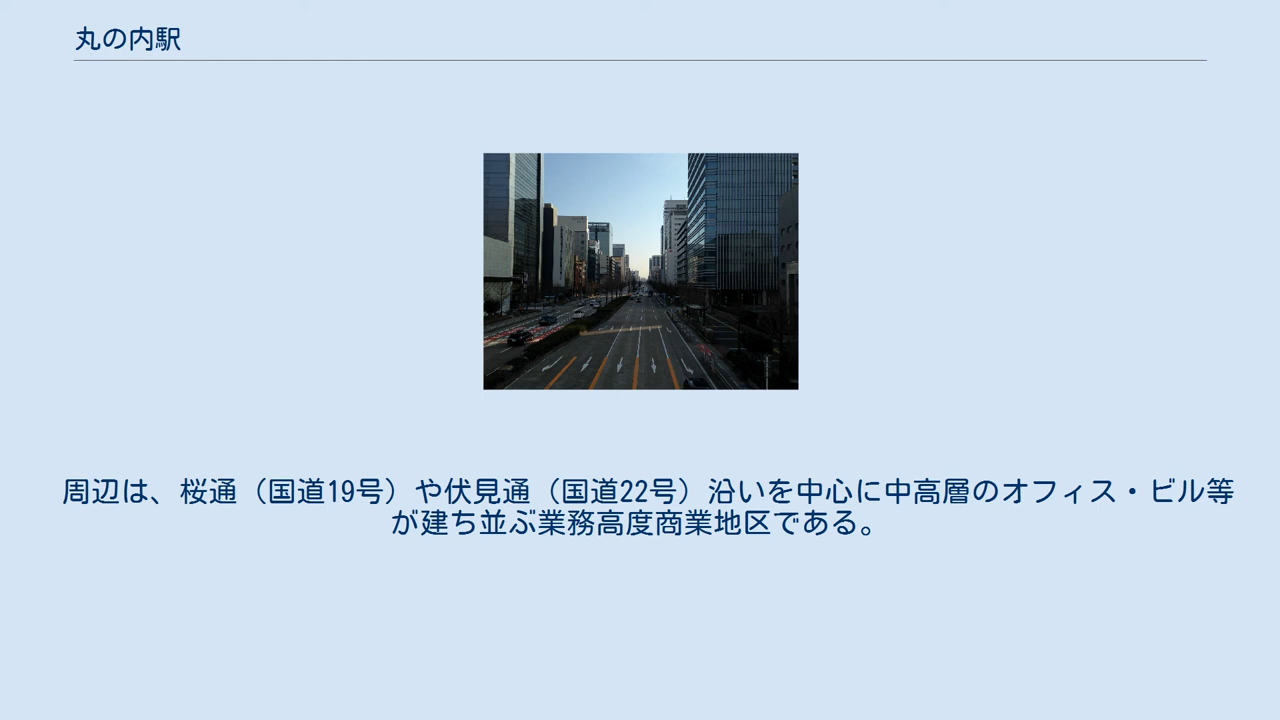 丸の内駅
周辺は、桜通（国道19号）や伏見通（国道22号）沿いを中心に中高層のオフィス・ビル等
が建ち並ぶ業務高度商業地区である。